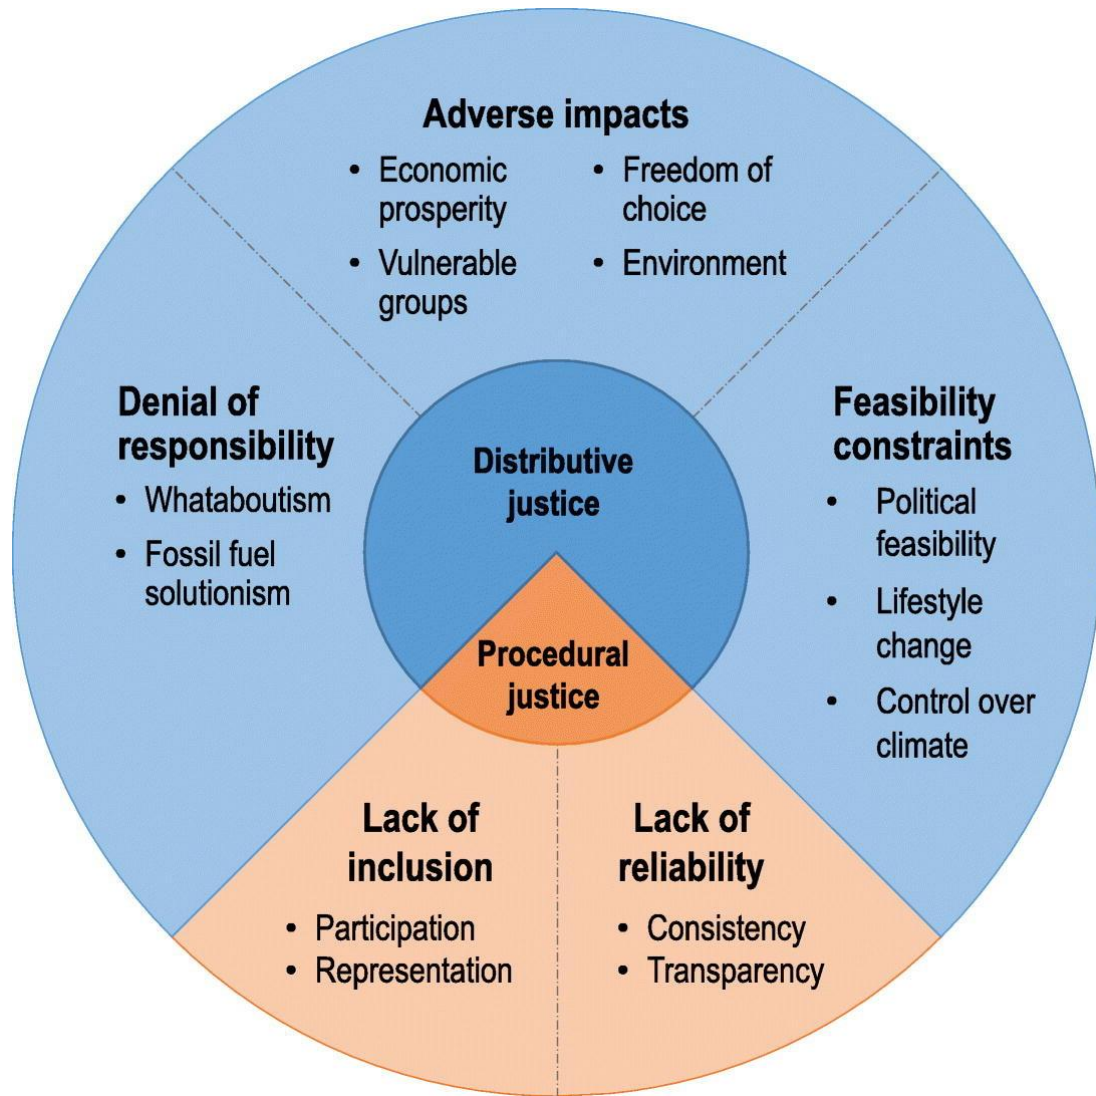 Adverse impacts
• Economic
prosperity
• Vulnerable
groups
• Freedom of
choice
• Environment
Denial of
responsibility
• Whataboutism
• Fossil fuel
solutionism
Distributive
justice
Feasibility
constraints
• Political
feasibility
• Lifestyle
change
• Control over
climate
Procedural
justice
Lack of
inclusion
• Participation
• Representation
Lack of
reliability
• Consistency
• Transparency